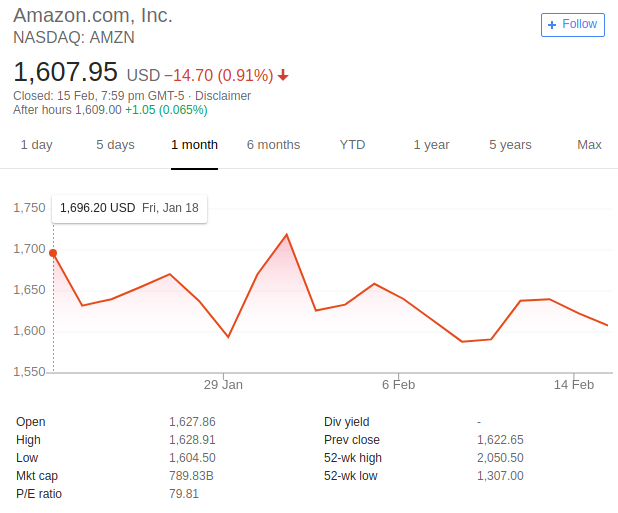 Amazon.com, Inc.
NASDAQ: AMZN
+ Follow
1,607.95 USD −14.70 (0.91%)
Closed: 15 Feb, 7:59 pm GMT-5 · Disclaimer
After hours 1,609.00 +1.05 (0.065%)
1 day 5 days 1 month 6 months YTD 1 year 5 years Max
1,696.20 USD Fri, Jan 18
1,750
1,700
1,650
1,600
1,550
29 Jan 6 Feb 14 Feb
Open 1,627.86 Div yield -
High 1,628.91 Prev close 1,622.65
Low 1,604.50 52-wk high 2,050.50
Mkt cap 789.83B 52-wk low 1,307.00
P/E ratio 79.81